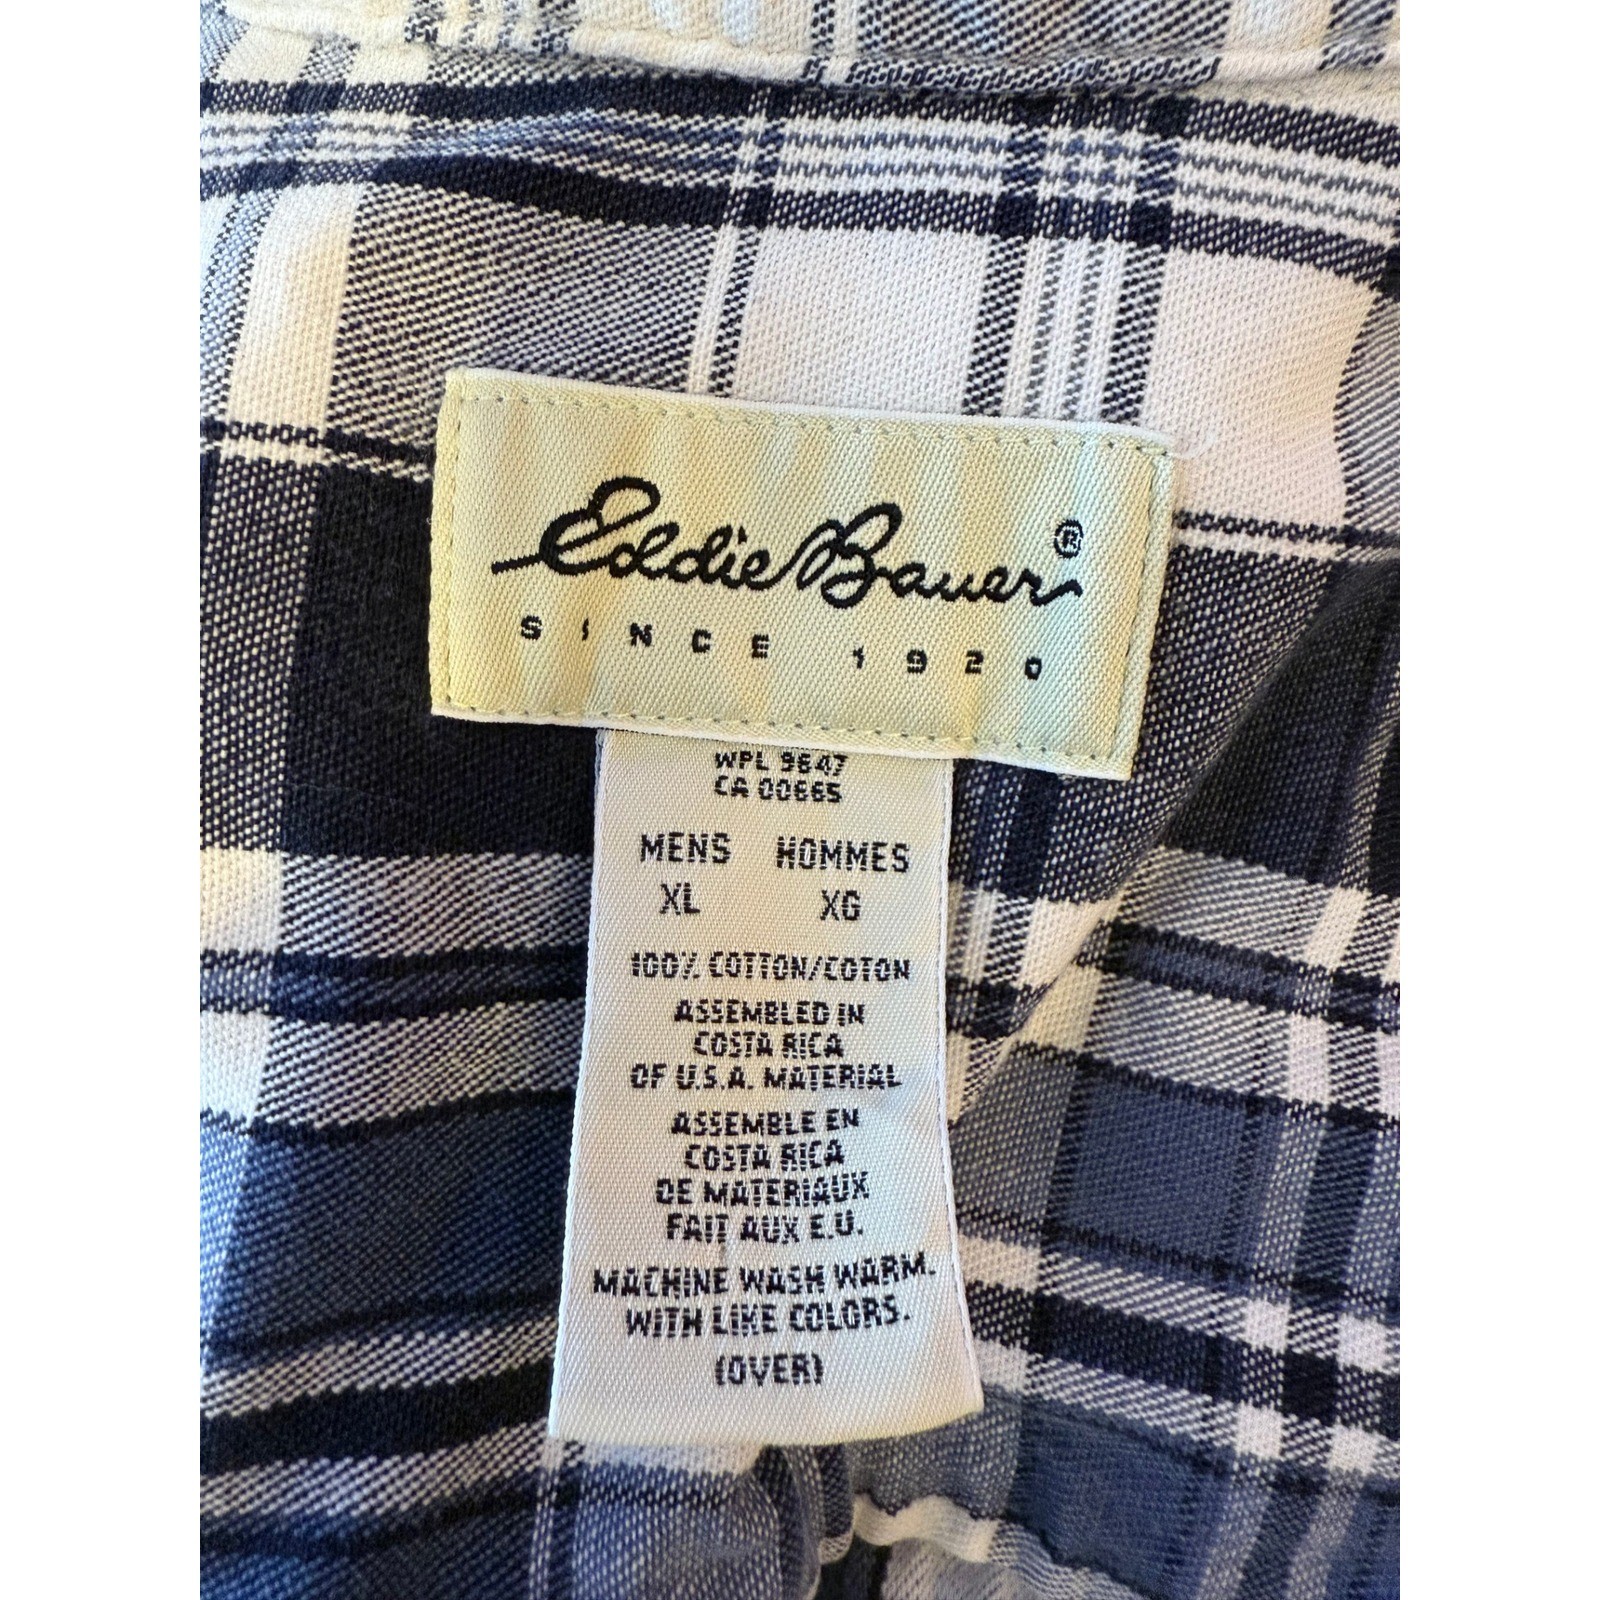 Eddie Bauer®
SINCE 1920
WPL 9647
CA 00665
MENS HOMMES
XL XG
100% COTTON/COTON
ASSEMBLED IN
COSTA RICA
OF U.S.A. MATERIAL
ASSEMBLE EN
COSTA RICA
DE MATERIAUX
FAIT AUX E.U.
MACHINE WASH WARM.
WITH LIKE COLORS.
(OVER)